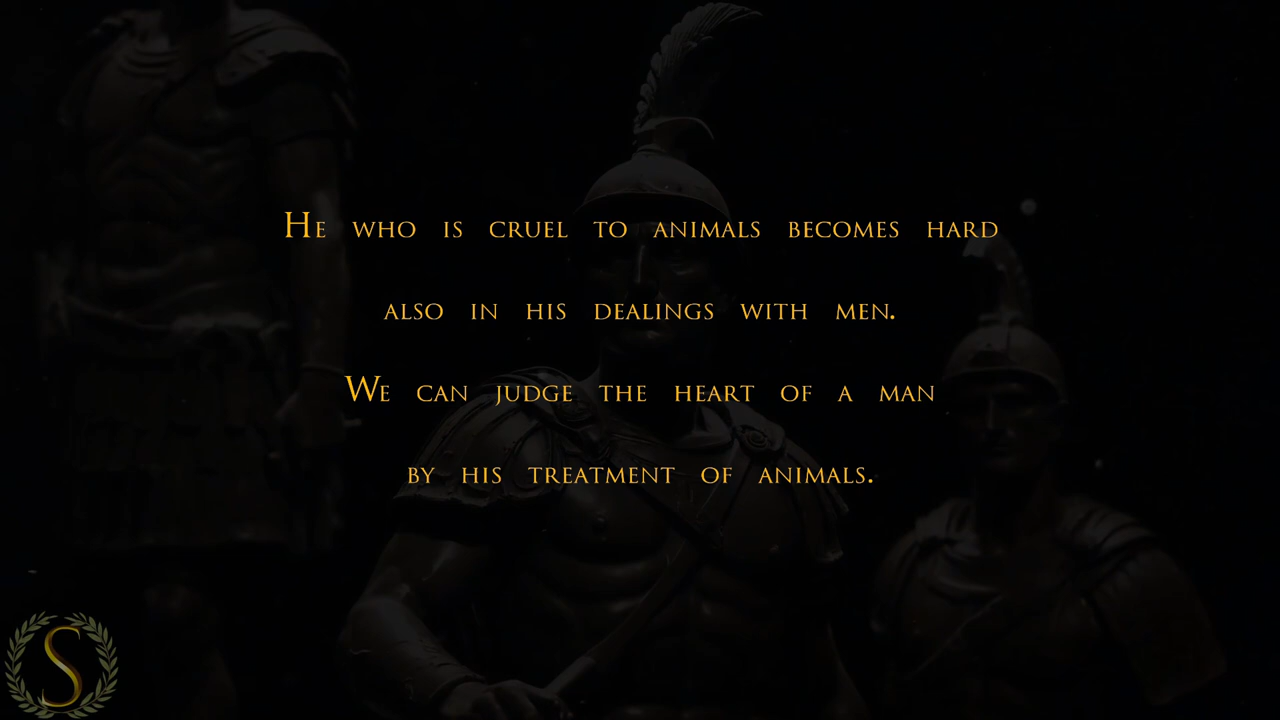 He who is cruel to animals becomes hard
also in his dealings with men.
We can judge the heart of a man
by his treatment of animals.
S